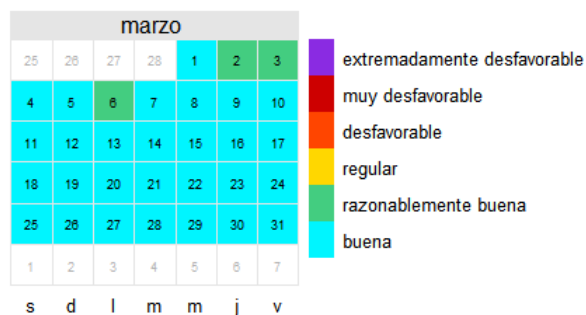 marzo
25 26 27 28 1 2 3
4 5 6 7 8 9 10
11 12 13 14 15 16 17
18 19 20 21 22 23 24
25 26 27 28 29 30 31
1 2 3 4 5 6 7
s d l m m j v
extremadamente desfavorable
muy desfavorable
desfavorable
regular
razonablemente buena
buena